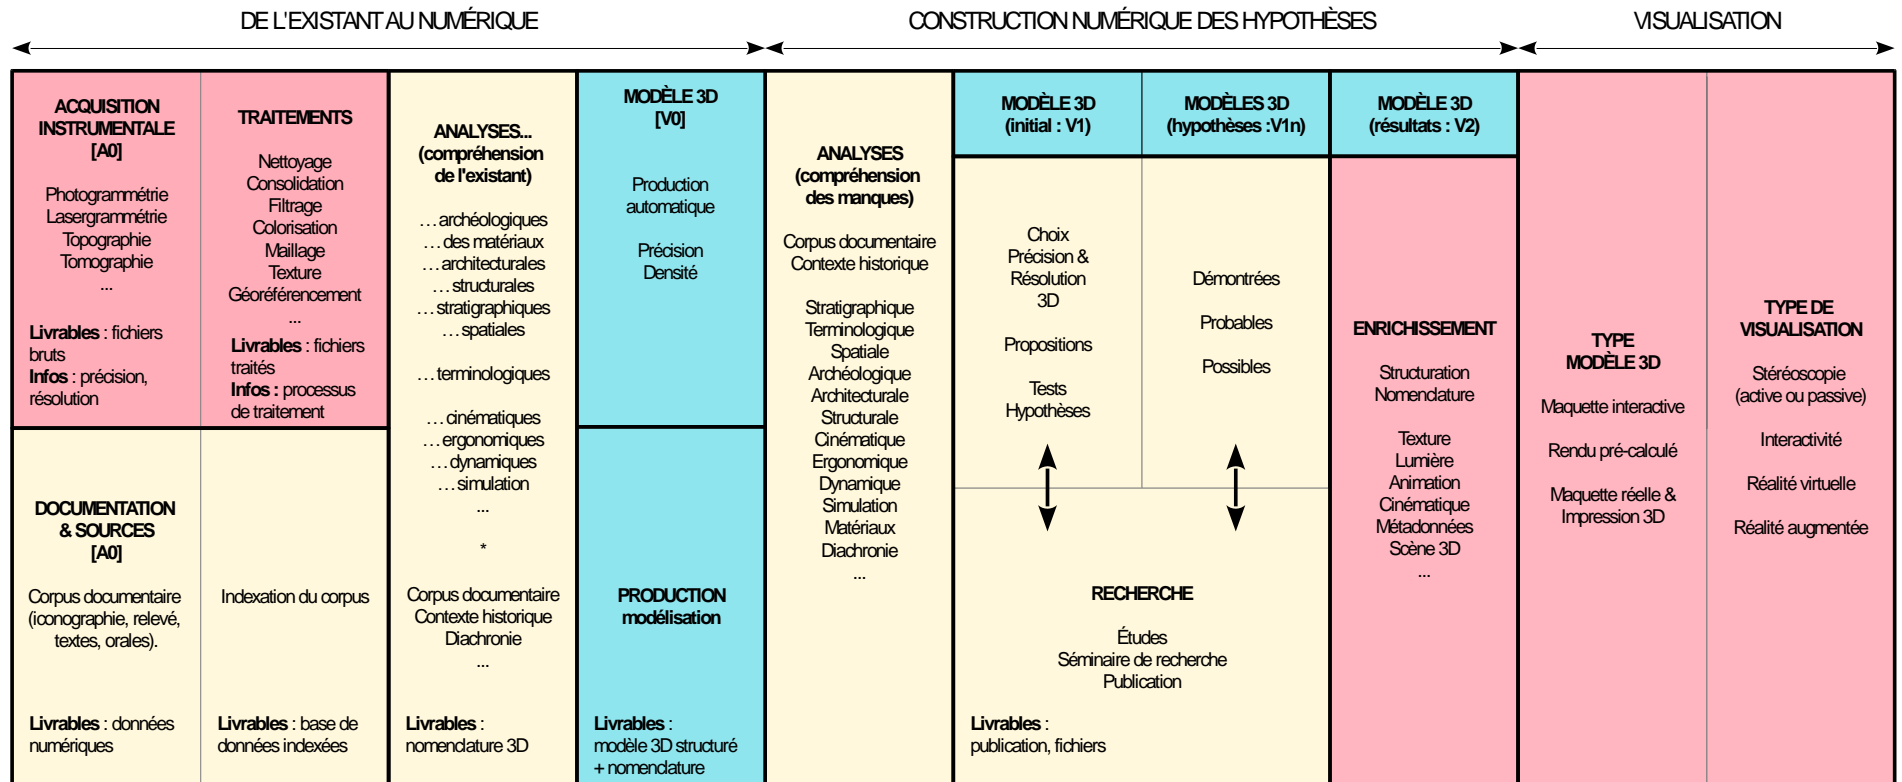 DE L'EXISTANT AU NUMÉRIQUE
CONSTRUCTION NUMÉRIQUE DES HYPOTHÈSES
VISUALISATION
ACQUISITION
INSTRUMENTALE
[A0]
Photogrammétrie
Lasergrammétrie
Topographie
Tomographie
...
Livrables : fichiers
bruts
Infos : précision,
résolution
TRAITEMENTS
Nettoyage
Consolidation
Filtrage
Colorisation
Maillage
Texture
Géoréférencement
...
Livrables : fichiers
traités
Infos : processus
de traitement
DOCUMENTATION
& SOURCES
[A0]
Corpus documentaire
(iconographie, relevé,
textes, orales).
Livrables : données
numériques
Indexation du corpus
Livrables : base de
données indexées
ANALYSES...
(compréhension
de l'existant)
...archéologiques
...des matériaux
...architecturales
...structurales
...stratigraphiques
...spatiales
...terminologiques
...cinématiques
...ergonomiques
...dynamiques
...simulation
...
*
Corpus documentaire
Contexte historique
Diachronie
...
Livrables :
nomenclature 3D
MODÈLE 3D
[V0]
Production
automatique
Précision
Densité
PRODUCTION
modélisation
Livrables :
modèle 3D structuré
+ nomenclature
ANALYSES
(compréhension
des manques)
Corpus documentaire
Contexte historique
Stratigraphique
Terminologique
Spatiale
Archéologique
Architecturale
Structurale
Cinématique
Ergonomique
Dynamique
Simulation
Matériaux
Diachronie
...
MODÈLE 3D
(initial : V1)
Choix
Précision &
Résolution
3D
Propositions
Tests
Hypothèses
MODÈLES 3D
(hypothèses :V1n)
Démontrées
Probables
Possibles
RECHERCHE
Études
Séminaire de recherche
Publication
Livrables :
publication, fichiers
MODÈLE 3D
(résultats : V2)
ENRICHISSEMENT
Structuration
Nomenclature
Texture
Lumière
Animation
Cinématique
Métadonnées
Scène 3D
...
TYPE
MODÈLE 3D
Maquette interactive
Rendu pré-calculé
Maquette réelle &
Impression 3D
TYPE DE
VISUALISATION
Stéréoscopie
(active ou passive)
Interactivité
Réalité virtuelle
Réalité augmentée